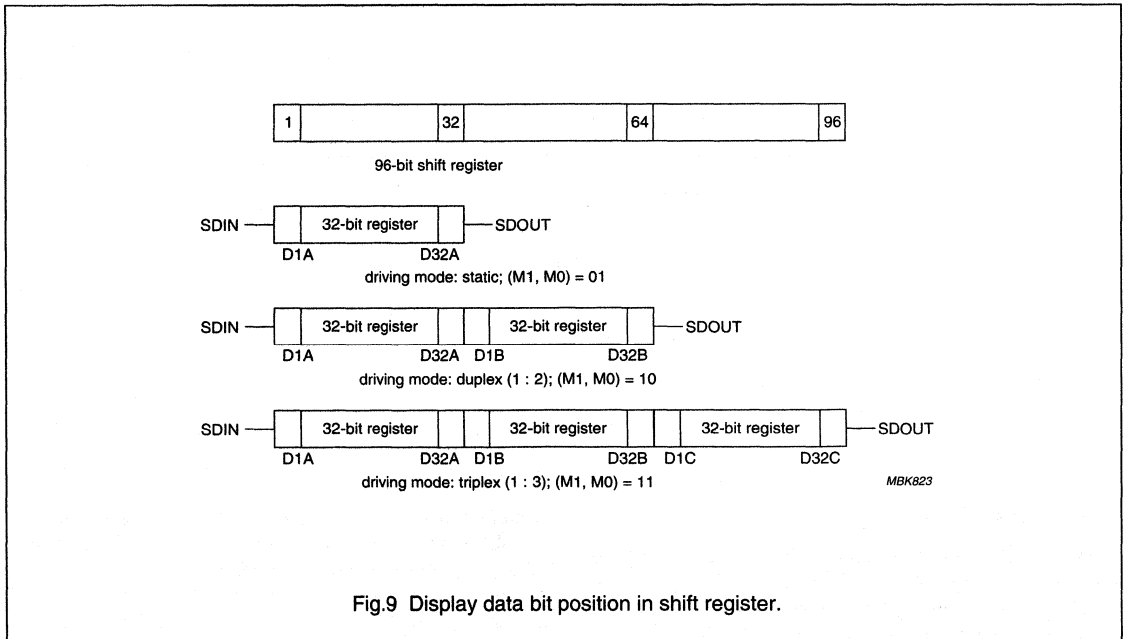 1 32 64 96
96-bit shift register
SDIN 32-bit register SDOUT
D1A D32A
driving mode: static; (M1, M0) = 01
SDIN 32-bit register 32-bit register SDOUT
D1A D32A D1B D32B
driving mode: duplex (1 : 2); (M1, M0) = 10
SDIN 32-bit register 32-bit register 32-bit register SDOUT
D1A D32A D1B D32B D1C D32C
driving mode: triplex (1 : 3); (M1, M0) = 11
MBK823
Fig.9 Display data bit position in shift register.